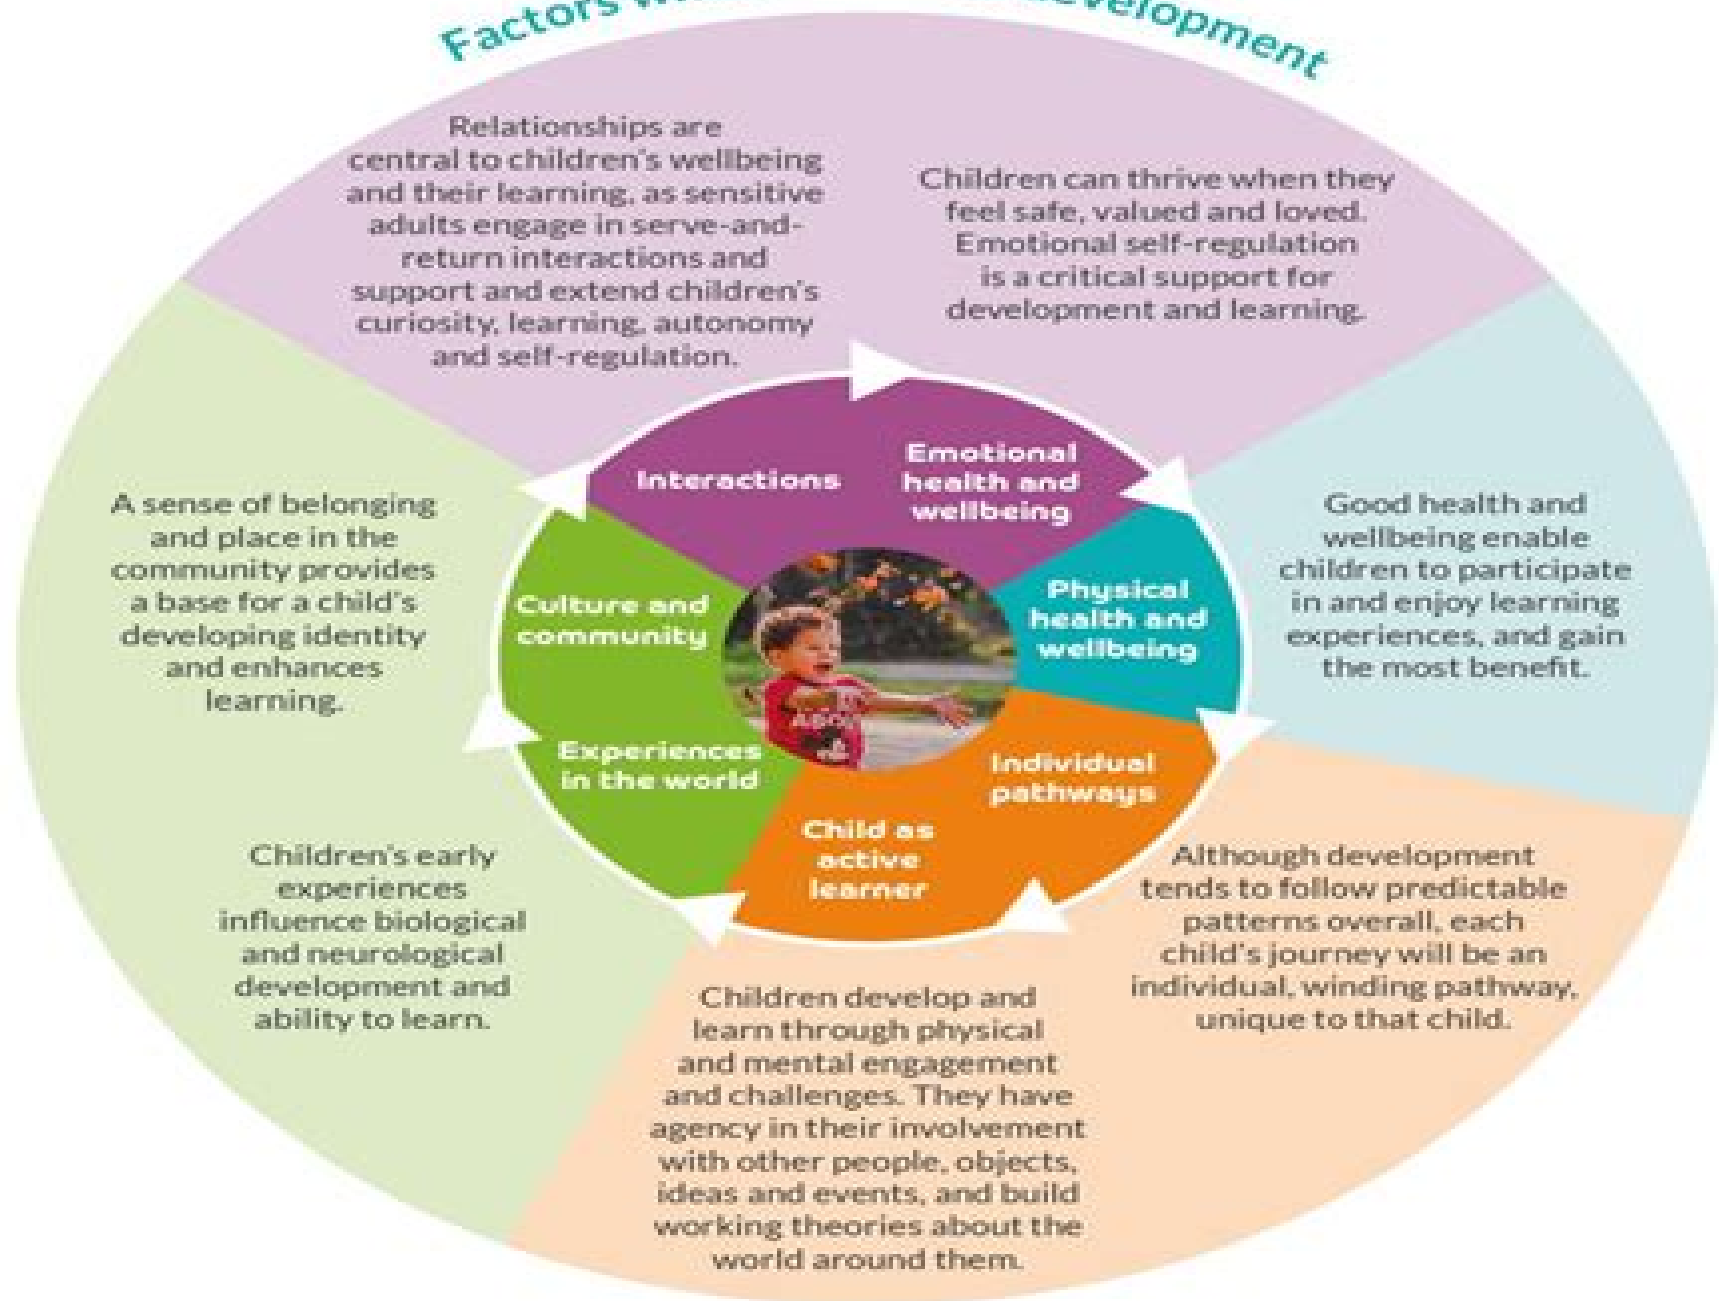 Factors
development
Relationships are
central to children's wellbeing
and their learning, as sensitive
adults engage in serve-and-
return interactions and
support and extend children's
curiosity, learning, autonomy
and self-regulation.
Children can thrive when they
feel safe, valued and loved.
Emotional self-regulation
is a critical support for
development and learning.
Good health and
wellbeing enable
children to participate
in and enjoy learning
experiences, and gain
the most benefit.
Although development
tends to follow predictable
patterns overall, each
child's journey will be an
individual, winding pathway,
unique to that child.
Children develop and
learn through physical
and mental engagement
and challenges. They have
agency in their involvement
with other people, objects,
ideas and events, and build
working theories about the
world around them.
Children's early
experiences
influence biological
and neurological
development and
ability to learn.
A sense of belonging
and place in the
community provides
a base for a child's
developing identity
and enhances
learning.
Interactions
Emotional
health and
wellbeing
Physical
health and
wellbeing
Individual
pathways
Child as
active
learner
Experiences
in the world
Culture and
community